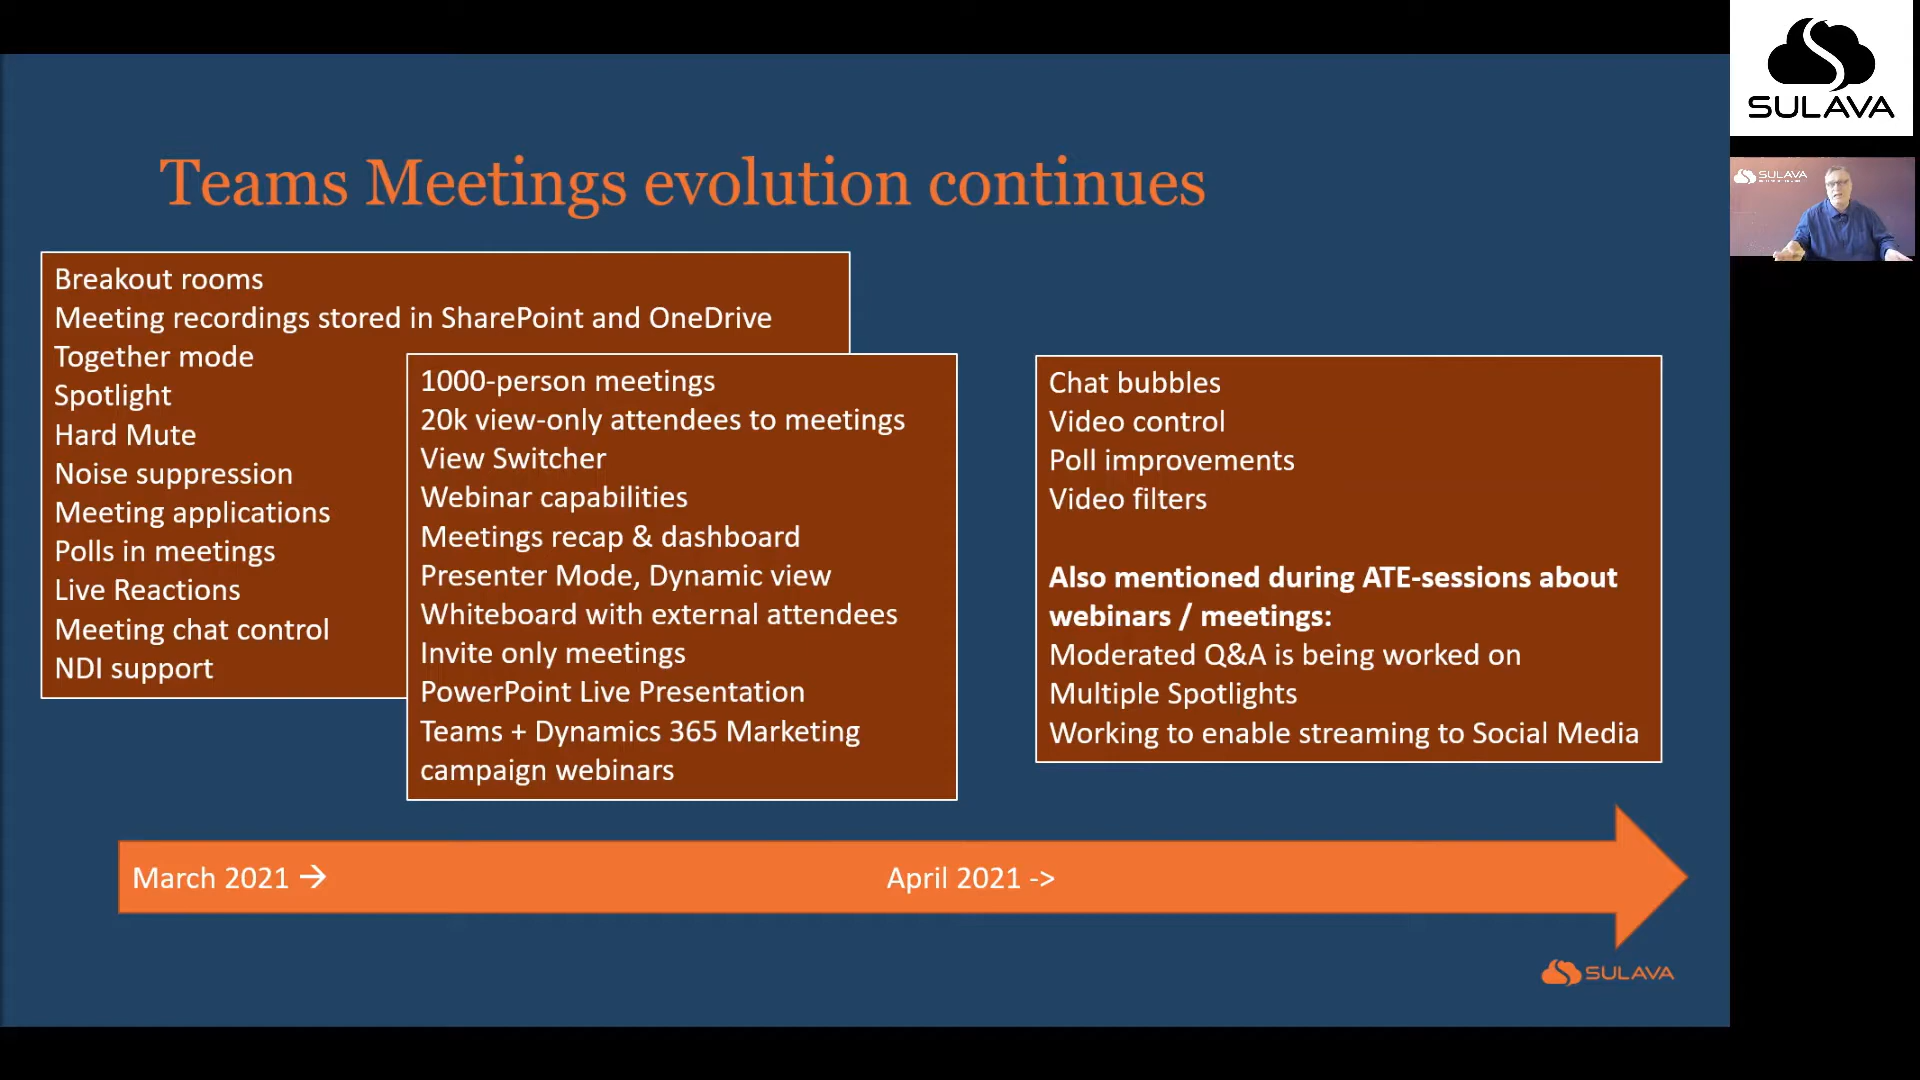 SULAVA
SULAVA
Teams Meetings evolution continues
Breakout rooms
Meeting recordings stored in SharePoint and OneDrive
Together mode
Spotlight
Hard Mute
Noise suppression
Meeting applications
Polls in meetings
Live Reactions
Meeting chat control
NDI support
1000-person meetings
20k view-only attendees to meetings
View Switcher
Webinar capabilities
Meetings recap & dashboard
Presenter Mode, Dynamic view
Whiteboard with external attendees
Invite only meetings
PowerPoint Live Presentation
Teams + Dynamics 365 Marketing
campaign webinars
Chat bubbles
Video control
Poll improvements
Video filters
Also mentioned during ATE-sessions about
webinars / meetings:
Moderated Q&A is being worked on
Multiple Spotlights
Working to enable streaming to Social Media
March 2021 →
April 2021 ->
SULAVA